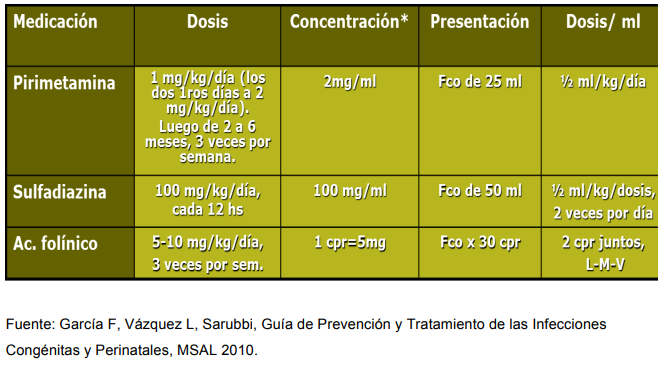 Medicación Dosis Concentración* Presentación Dosis/ ml
Pirimetamina
1 mg/kg/día (los
dos 1ros días a 2
mg/kg/día).
Luego de 2 a 6
meses, 3 veces por
semana.
2mg/ml
Fco de 25 ml
½ ml/kg/día
Sulfadiazina
100 mg/kg/día,
cada 12 hs
100 mg/ml
Fco de 50 ml
½ ml/kg/dosis,
2 veces por día
Ac. folínico
5-10 mg/kg/día,
3 veces por sem.
1 cpr=5mg
Fco x 30 cpr
2 cpr juntos,
L-M-V
Fuente: García F, Vázquez L, Sarubbi, Guía de Prevención y Tratamiento de las Infecciones
Congénitas y Perinatales, MSAL 2010.